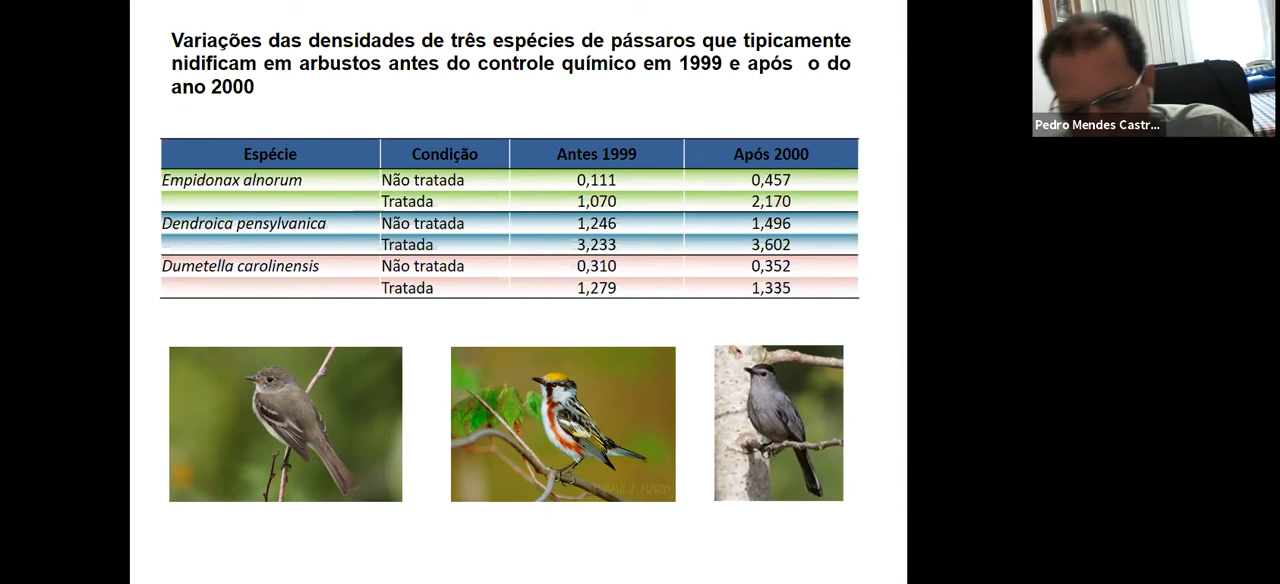 Variações das densidades de três espécies de pássaros que tipicamente
nidificam em arbustos antes do controle químico em 1999 e após o do
ano 2000
Pedro Mendes Castr...
Espécie Condição Antes 1999 Após 2000
Empidonax alnorum Não tratada 0,111 0,457
Tratada 1,070 2,170
Dendroica pensylvanica Não tratada 1,246 1,496
Tratada 3,233 3,602
Dumetella carolinensis Não tratada 0,310 0,352
Tratada 1,279 1,335
PAUL J. FUSCO